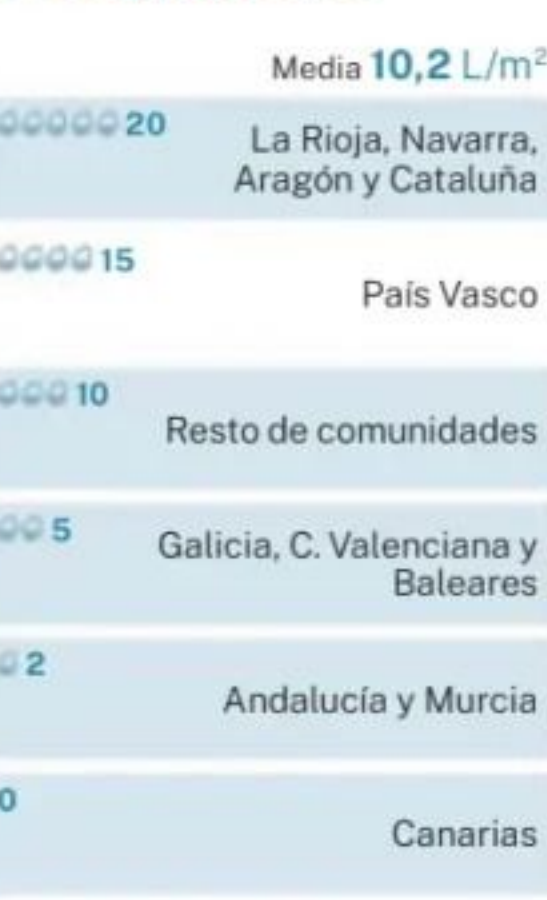 Media 10,2 L/m²
20
La Rioja, Navarra,
Aragón y Cataluña
15
País Vasco
10
Resto de comunidades
5
Galicia, C. Valenciana y
Baleares
2
Andalucía y Murcia
0
Canarias